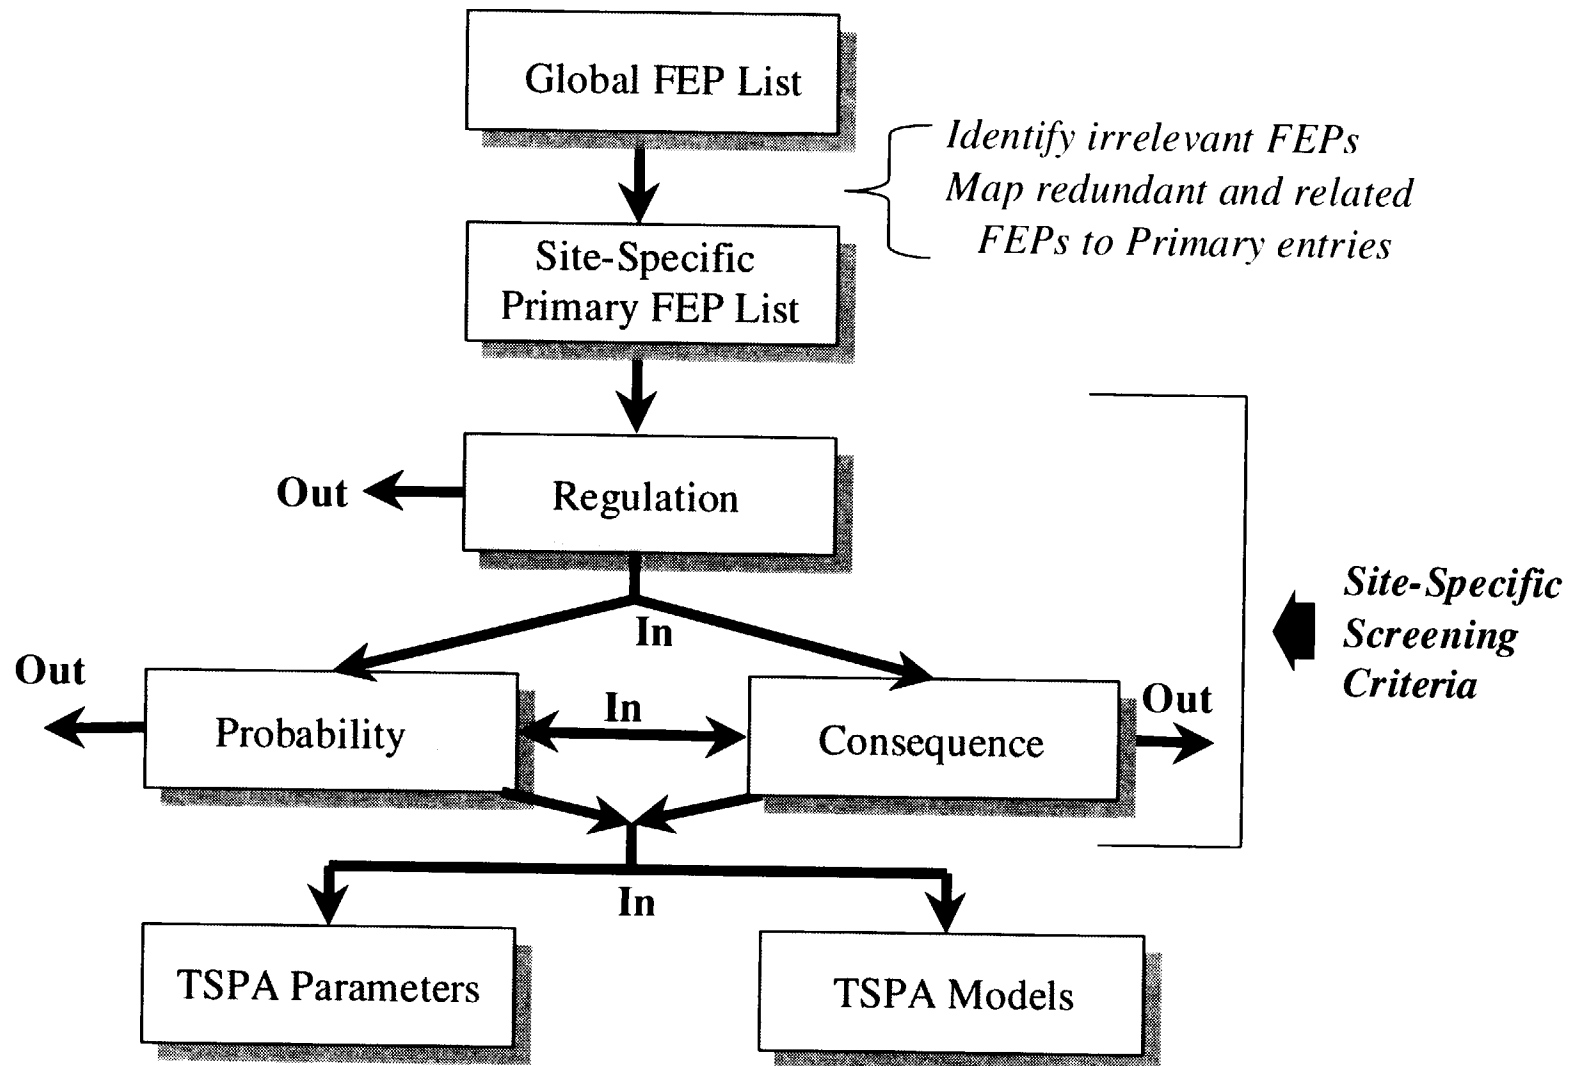 Global FEP List
Identify irrelevant FEPs
Map redundant and related
FEPs to Primary entries
Site-Specific
Primary FEP List
Out
Regulation
In
Site-Specific
Screening
Criteria
Out
Probability
In
Consequence
Out
In
TSPA Parameters
TSPA Models